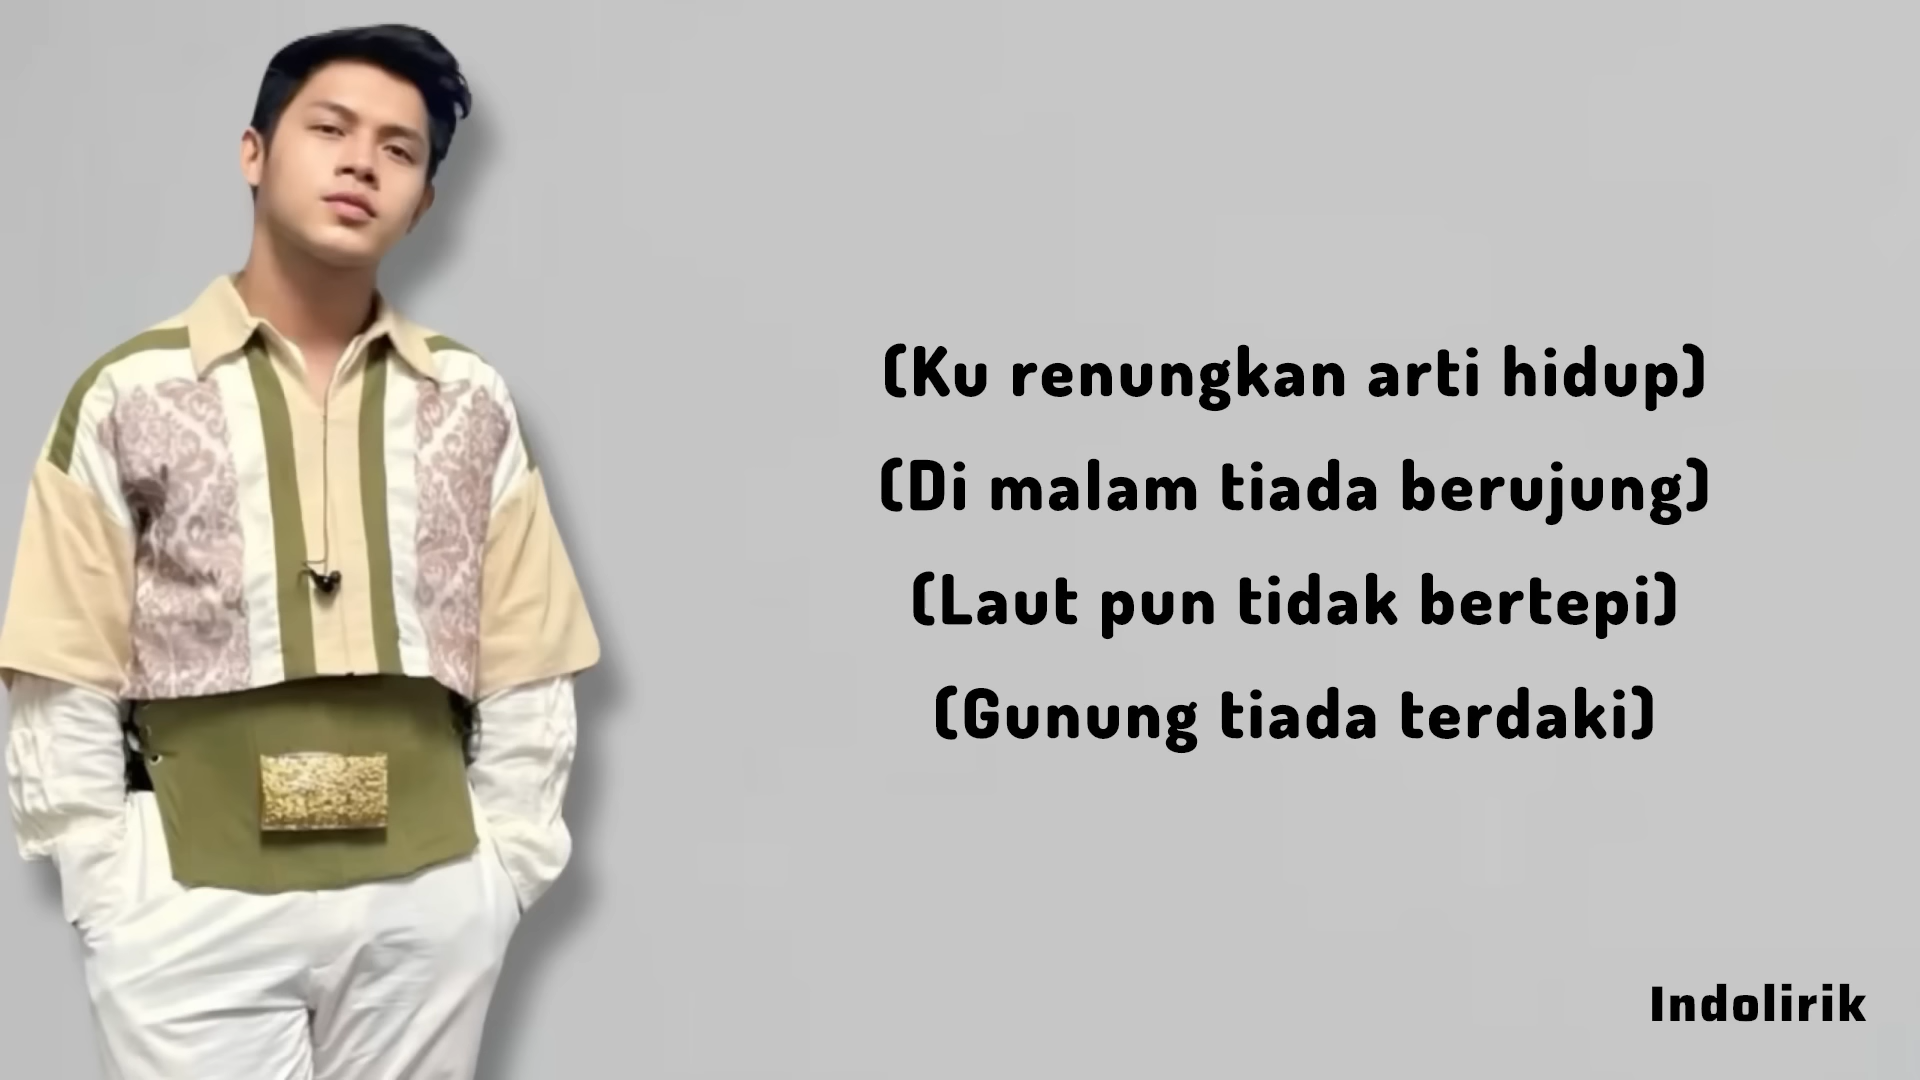 (Ku renungkan arti hidup)
(Di malam tiada berujung)
(Laut pun tidak bertepi)
(Gunung tiada terdaki)
Indolirik